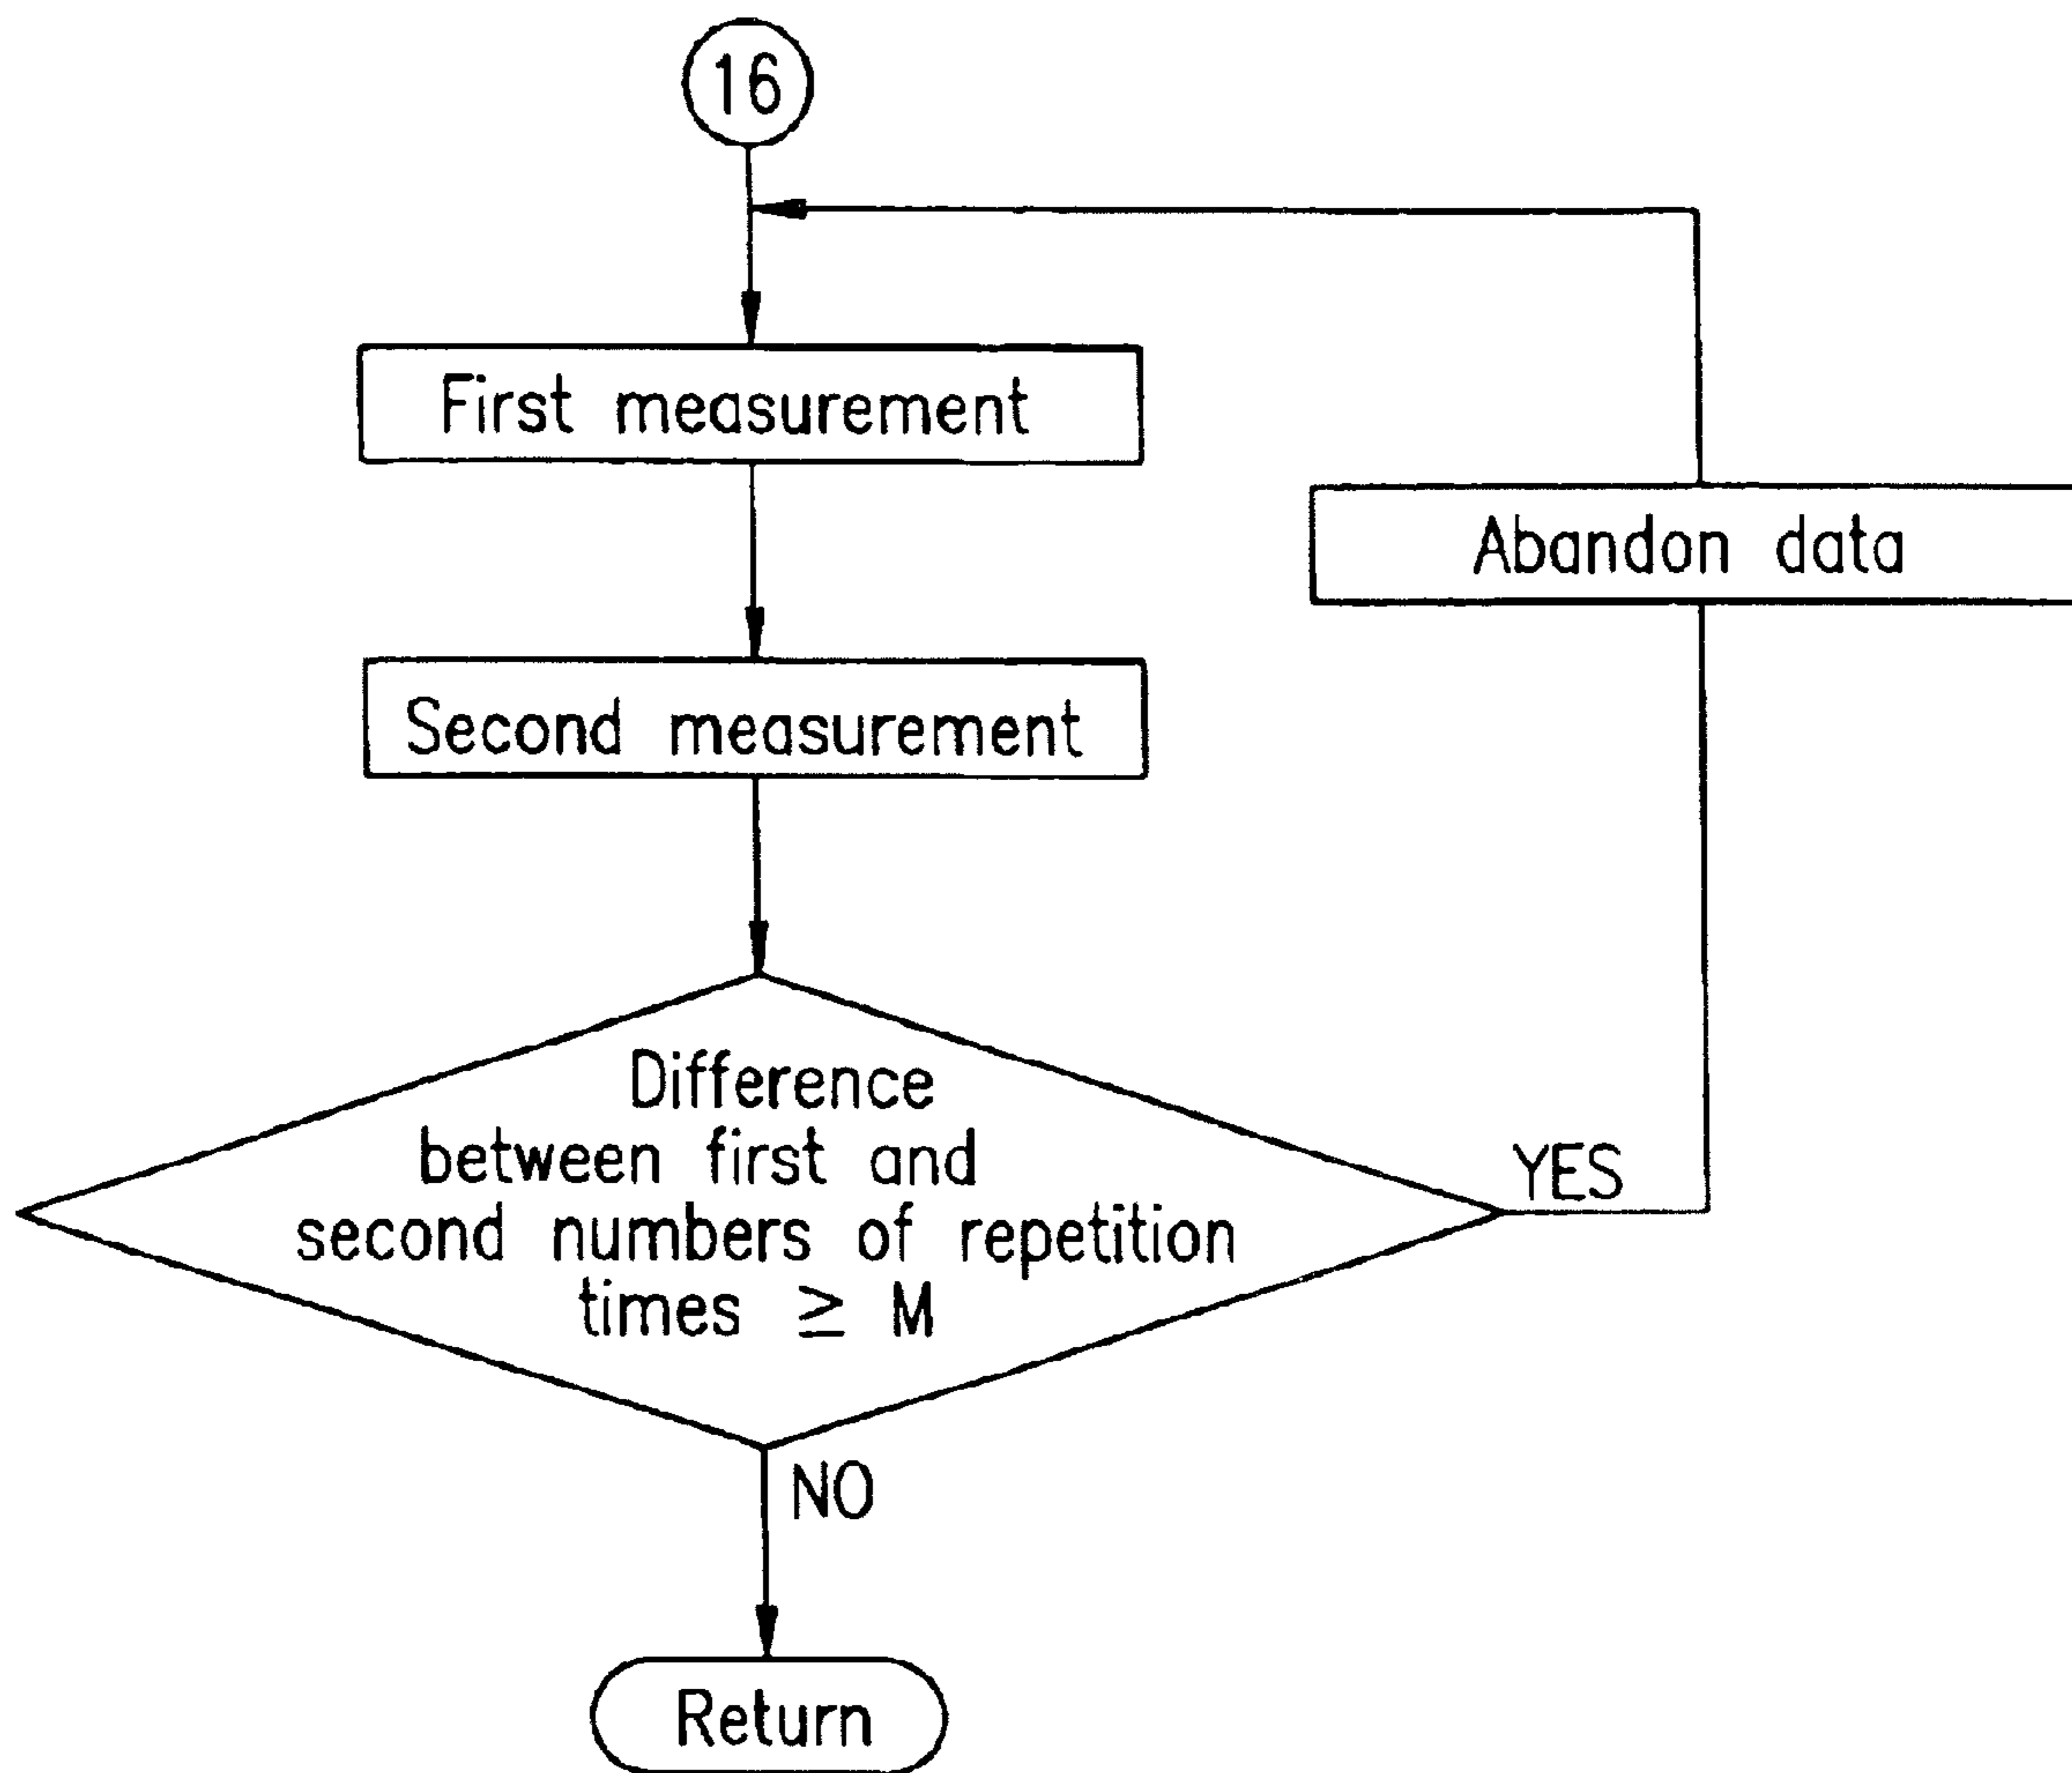 16
First measurement
Abandon data
Second measurement
Difference
between first and
second numbers of repetition
times ≥ M
YES
NO
Return